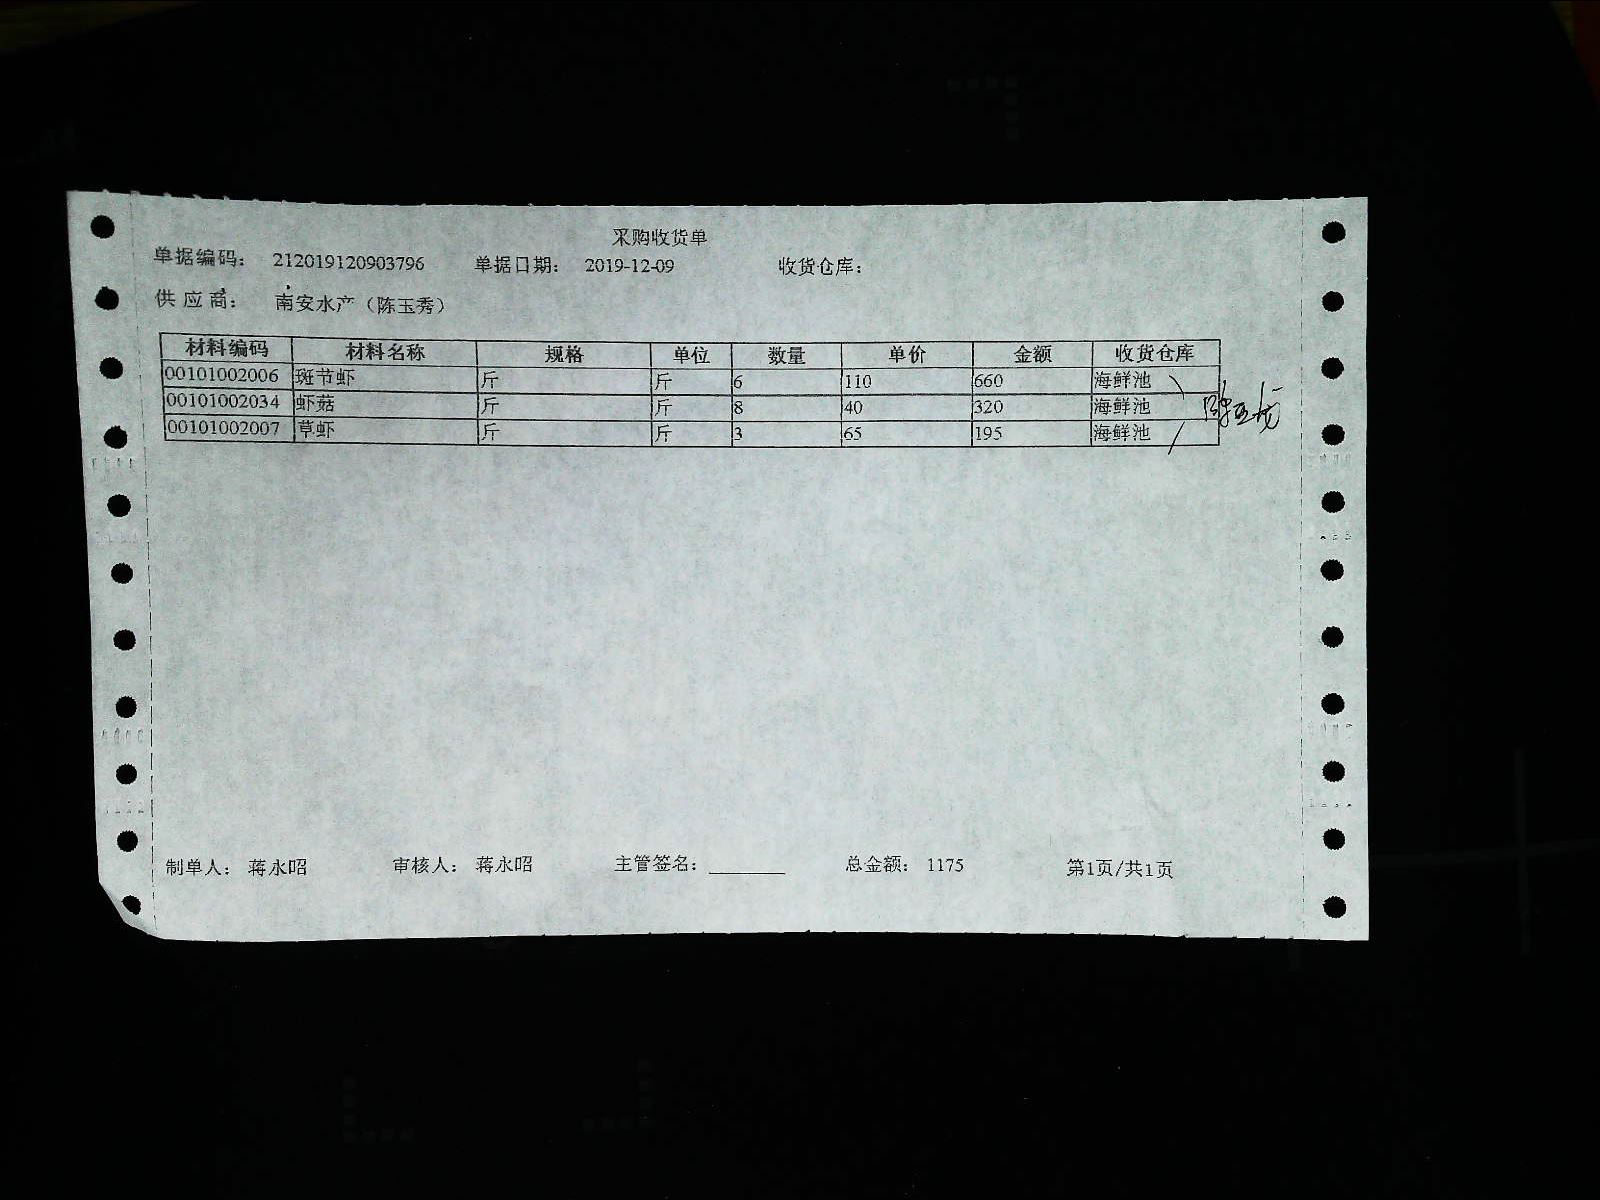 采购收货单
单据编码： 212019120903796 单据日期： 2019-12-09 收货仓库：
供应商： 南安水产（陈玉秀）
材料编码 材料名称 规格 单位 数量 单价 金额 收货仓库
00101002006 斑节虾 斤 斤 6 110 660 海鲜池
00101002034 虾菇 斤 斤 8 40 320 海鲜池
00101002007 草虾 斤 斤 3 65 195 海鲜池
制单人： 蒋永昭 审核人： 蒋永昭 主管签名：________ 总金额： 1175 第1页/共1页